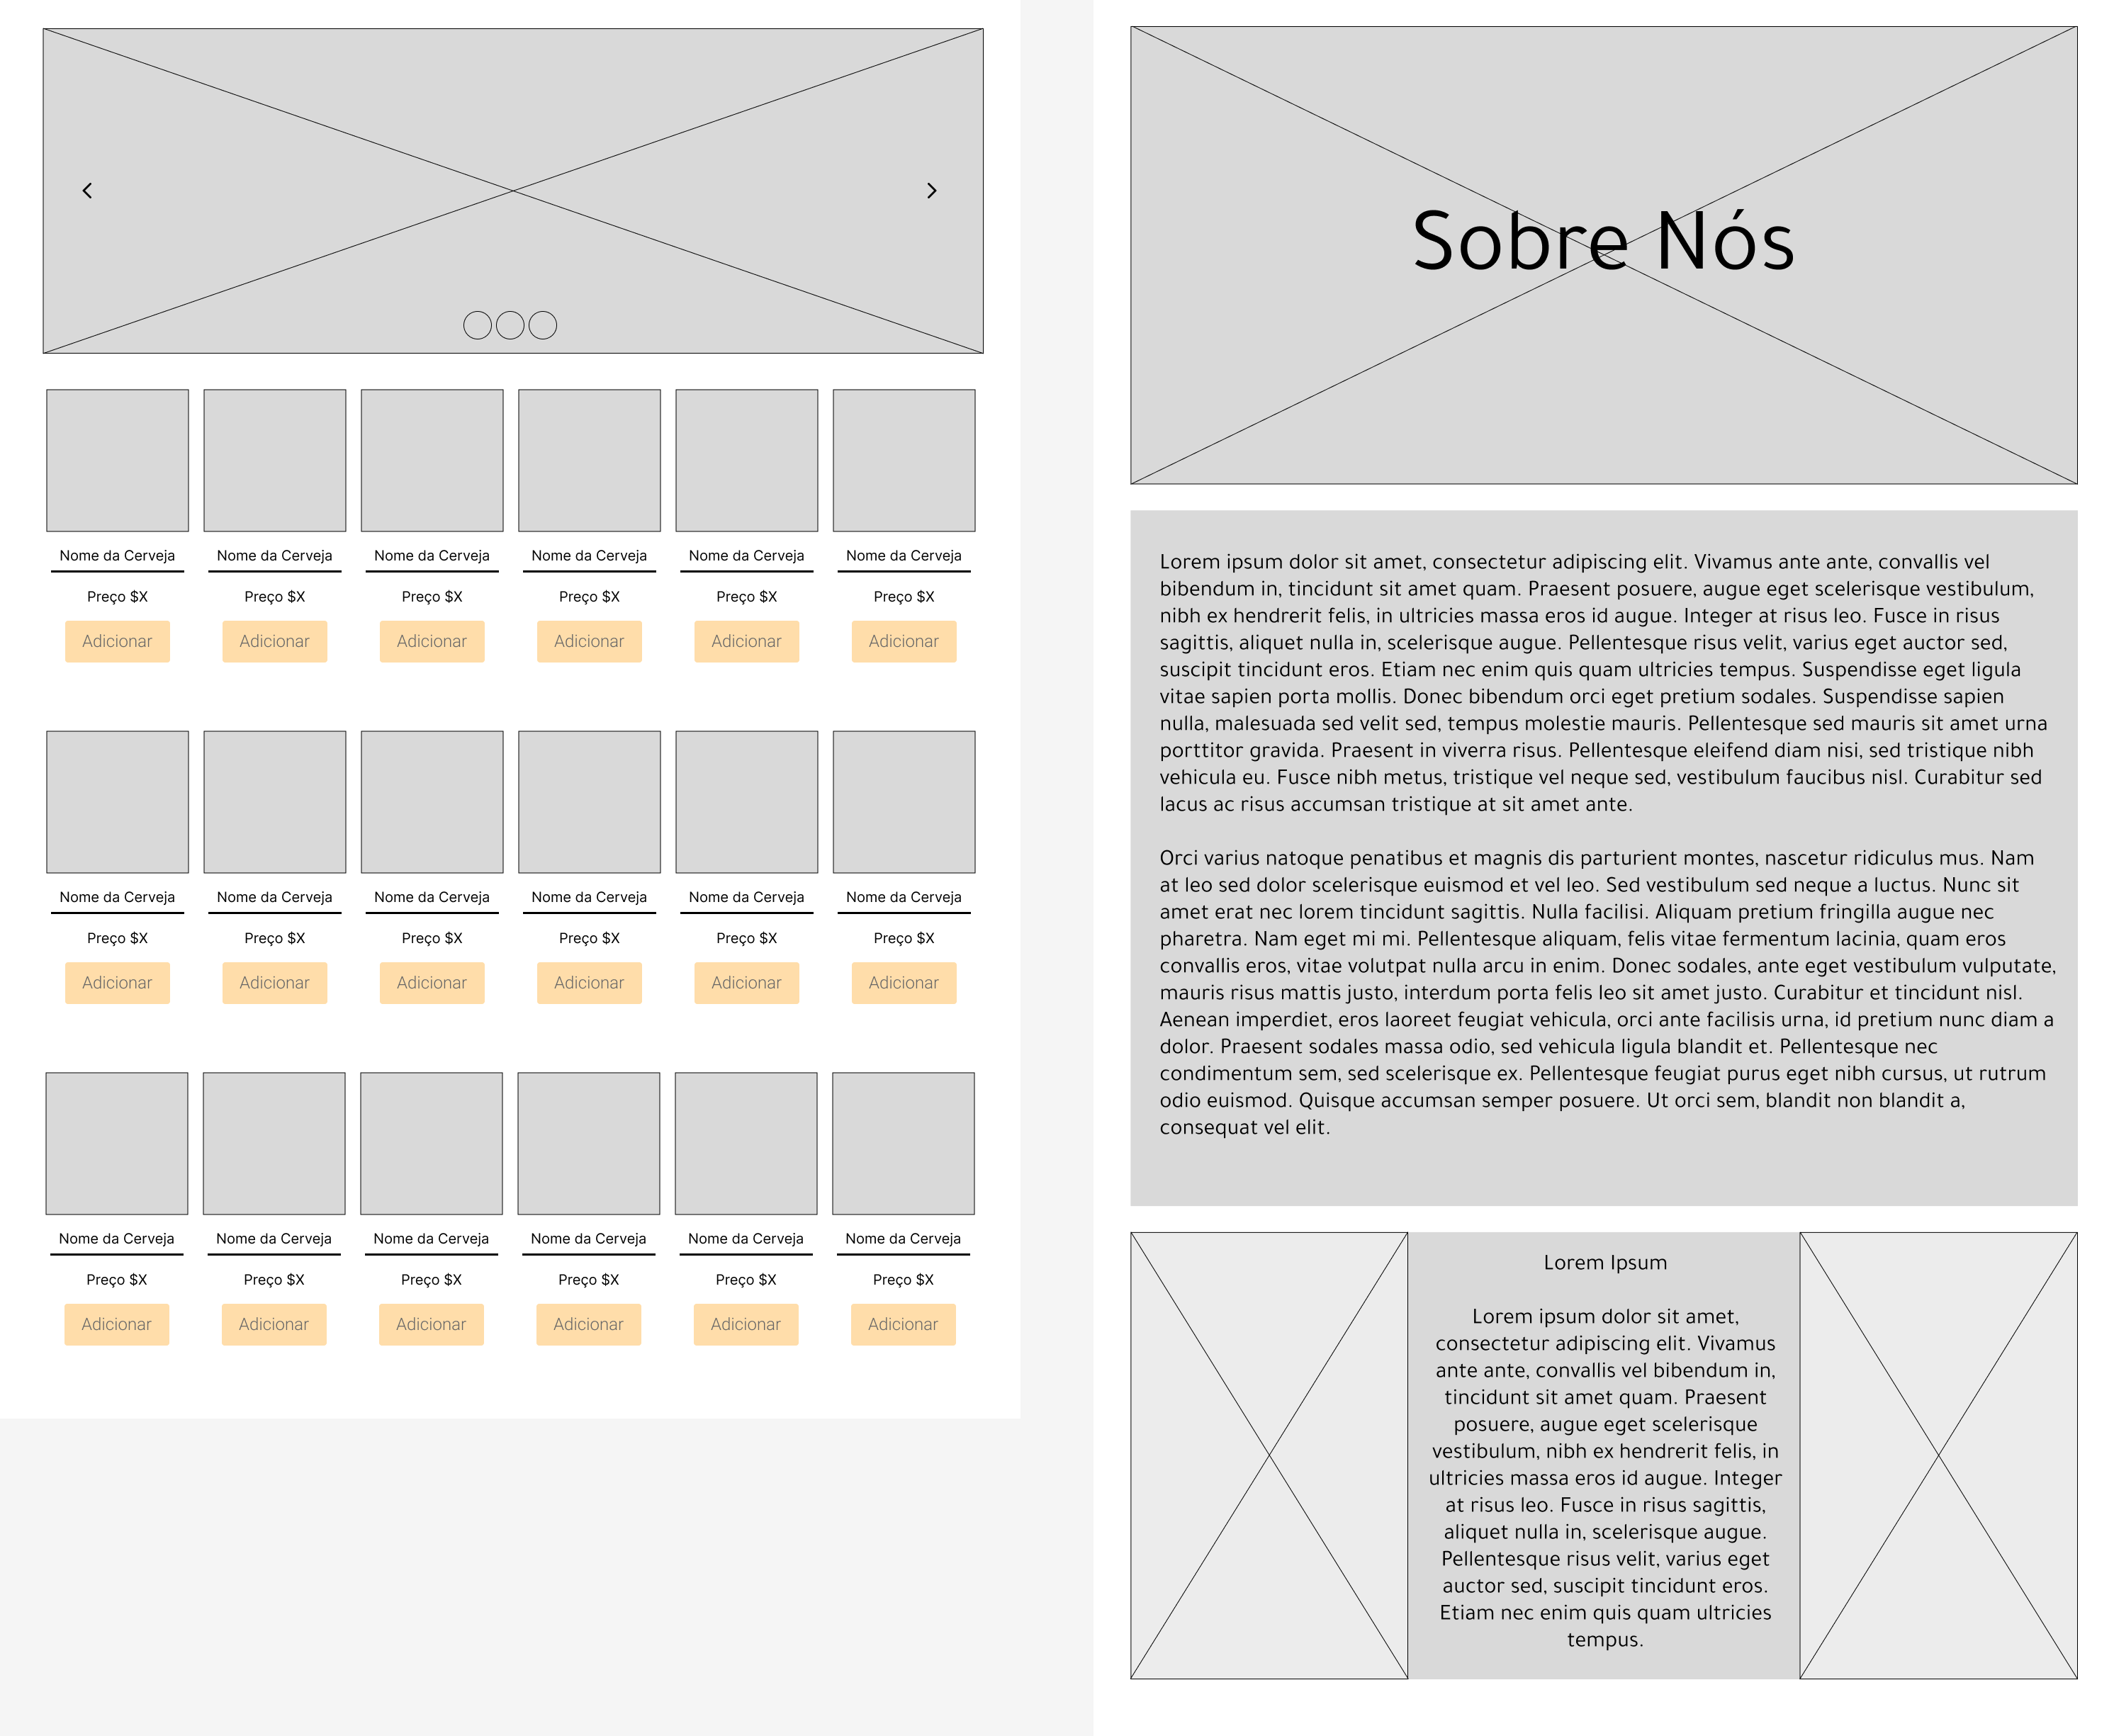 Nome da Cerveja Nome da Cerveja Nome da Cerveja Nome da Cerveja Nome da Cerveja Nome da Cerveja
Preço $X Preço $X Preço $X Preço $X Preço $X Preço $X
Adicionar Adicionar Adicionar Adicionar Adicionar Adicionar
Nome da Cerveja Nome da Cerveja Nome da Cerveja Nome da Cerveja Nome da Cerveja Nome da Cerveja
Preço $X Preço $X Preço $X Preço $X Preço $X Preço $X
Adicionar Adicionar Adicionar Adicionar Adicionar Adicionar
Nome da Cerveja Nome da Cerveja Nome da Cerveja Nome da Cerveja Nome da Cerveja Nome da Cerveja
Preço $X Preço $X Preço $X Preço $X Preço $X Preço $X
Adicionar Adicionar Adicionar Adicionar Adicionar Adicionar
Sobre Nós
Lorem ipsum dolor sit amet, consectetur adipiscing elit. Vivamus ante ante, convallis vel
bibendum in, tincidunt sit amet quam. Praesent posuere, augue eget scelerisque vestibulum,
nibh ex hendrerit felis, in ultricies massa eros id augue. Integer at risus leo. Fusce in risus
sagittis, aliquet nulla in, scelerisque augue. Pellentesque risus velit, varius eget auctor sed,
suscipit tincidunt eros. Etiam nec enim quis quam ultricies tempus. Suspendisse eget ligula
vitae sapien porta mollis. Donec bibendum orci eget pretium sodales. Suspendisse sapien
nulla, malesuada sed velit sed, tempus molestie mauris. Pellentesque sed mauris sit amet urna
porttitor gravida. Praesent in viverra risus. Pellentesque eleifend diam nisi, sed tristique nibh
vehicula eu. Fusce nibh metus, tristique vel neque sed, vestibulum faucibus nisl. Curabitur sed
lacus ac risus accumsan tristique at sit amet ante.
Orci varius natoque penatibus et magnis dis parturient montes, nascetur ridiculus mus. Nam
at leo sed dolor scelerisque euismod et vel leo. Sed vestibulum sed neque a luctus. Nunc sit
amet erat nec lorem tincidunt sagittis. Nulla facilisi. Aliquam pretium fringilla augue nec
pharetra. Nam eget mi mi. Pellentesque aliquam, felis vitae fermentum lacinia, quam eros
convallis eros, vitae volutpat nulla arcu in enim. Donec sodales, ante eget vestibulum vulputate,
mauris risus mattis justo, interdum porta felis leo sit amet justo. Curabitur et tincidunt nisl.
Aenean imperdiet, eros laoreet feugiat vehicula, orci ante facilisis urna, id pretium nunc diam a
dolor. Praesent sodales massa odio, sed vehicula ligula blandit et. Pellentesque nec
condimentum sem, sed scelerisque ex. Pellentesque feugiat purus eget nibh cursus, ut rutrum
odio euismod. Quisque accumsan semper posuere. Ut orci sem, blandit non blandit a,
consequat vel elit.
Lorem Ipsum
Lorem ipsum dolor sit amet,
consectetur adipiscing elit. Vivamus
ante ante, convallis vel bibendum in,
tincidunt sit amet quam. Praesent
posuere, augue eget scelerisque
vestibulum, nibh ex hendrerit felis, in
ultricies massa eros id augue. Integer
at risus leo. Fusce in risus sagittis,
aliquet nulla in, scelerisque augue.
Pellentesque risus velit, varius eget
auctor sed, suscipit tincidunt eros.
Etiam nec enim quis quam ultricies
tempus.